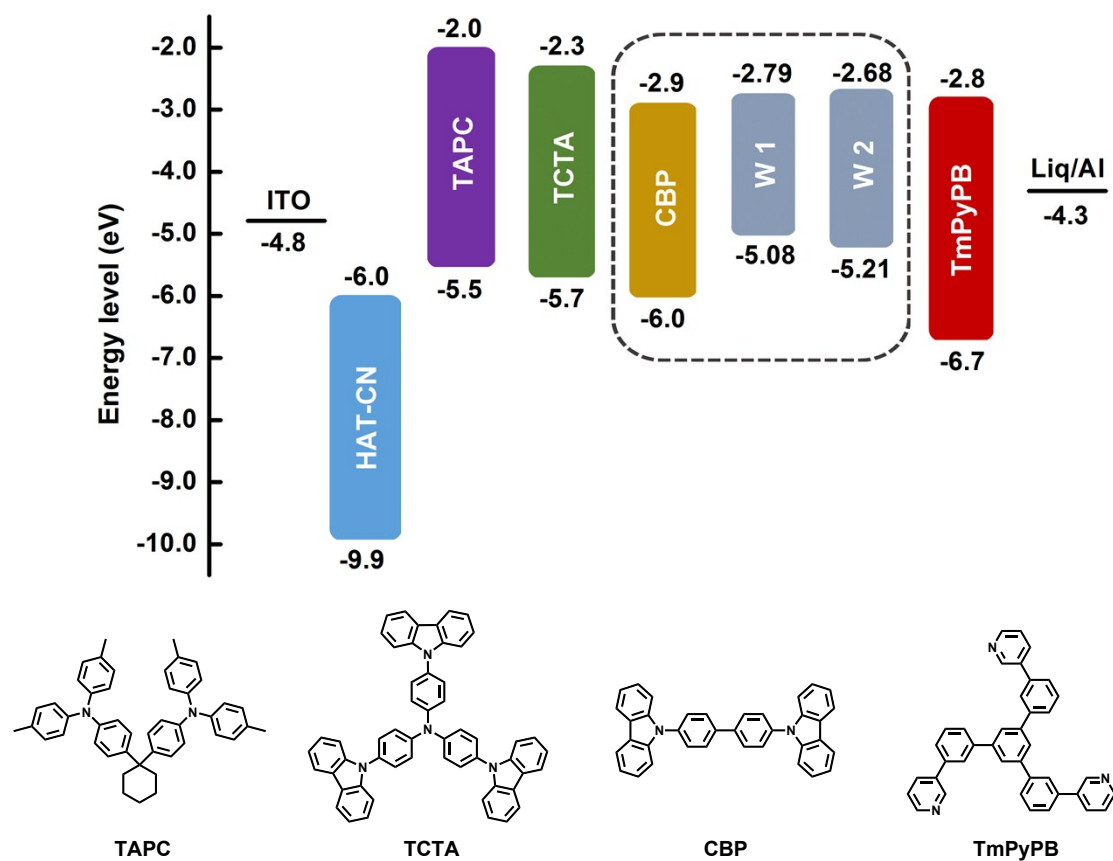 Energy level (eV)
-2.0
-3.0
-4.0
-5.0
-6.0
-7.0
-8.0
-9.0
-10.0
ITO
-4.8
-6.0
HAT-CN
-9.9
-2.0
TAPC
-5.5
-2.3
TCTA
-5.7
-2.9
CBP
-6.0
-2.79
W 1
-5.08
-2.68
W 2
-5.21
-2.8
TmPyPB
-6.7
Liq/Al
-4.3
N
N
N
N
N
N
N
N
N
N
N
TAPC
TCTA
CBP
TmPyPB